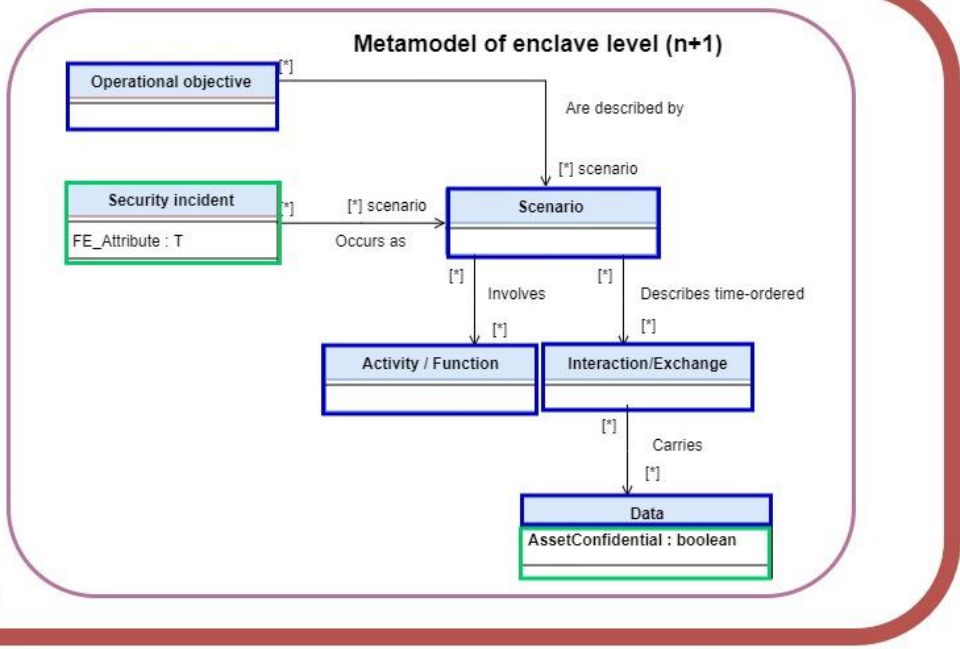 Metamodel of enclave level (n+1)
Operational objective
[*]
Are described by
[*] scenario
Security incident
FE_Attribute : T
[*]
[*] scenario
Occurs as
Scenario
[*]
Involves
[*]
[*]
Describes time-ordered
[*]
Activity / Function
Interaction/Exchange
[*]
Carries
[*]
Data
AssetConfidential : boolean